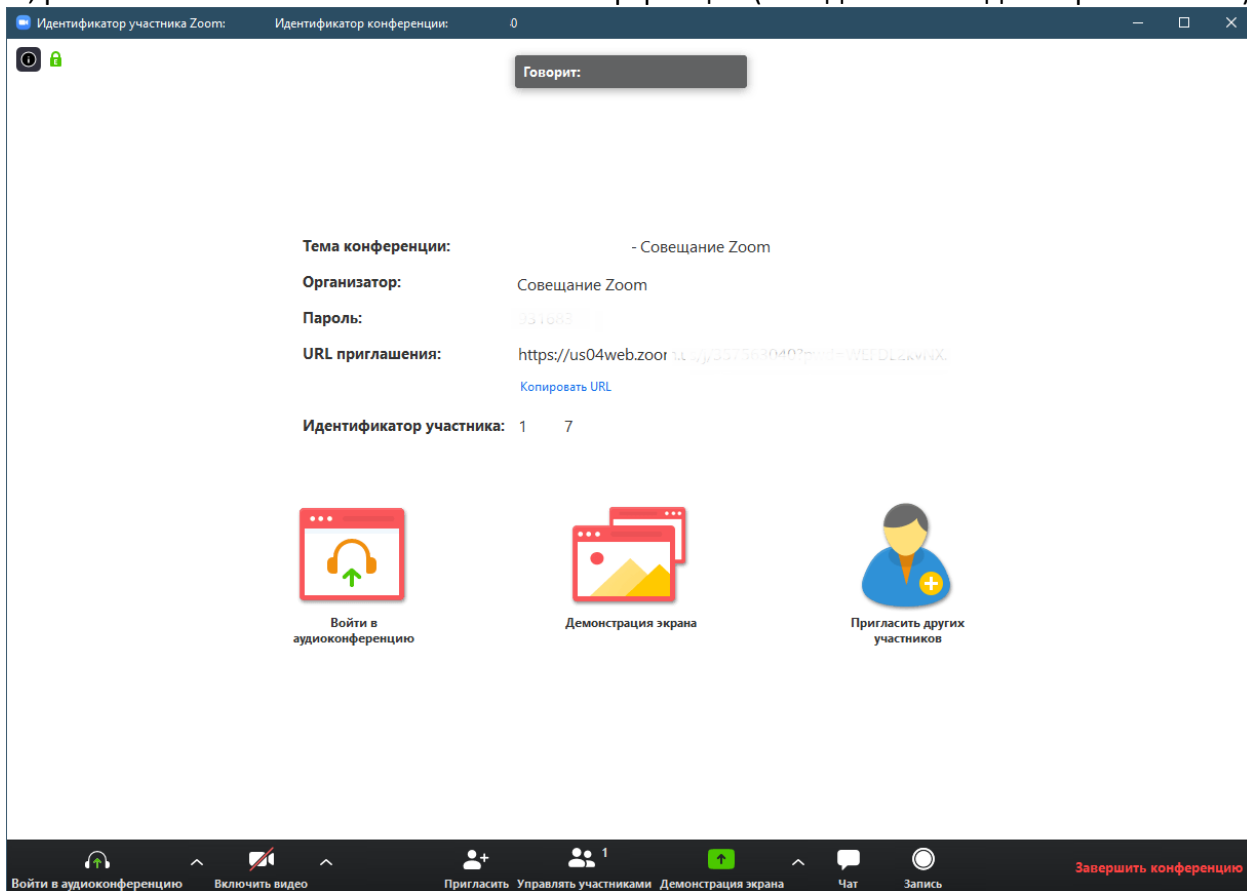 Идентификатор участника Zoom: Идентификатор конференции: 0
Говорит:
Тема конференции: - Совещание Zoom
Организатор: Совещание Zoom
Пароль:
URL приглашения: https://us04web.zoor
Копировать URL
Идентификатор участника: 1 7
Войти в аудиоконференцию
Демонстрация экрана
Пригласить других участников
Войти в аудиоконференцию Включить видео Пригласить Управлять участниками 1 Демонстрация экрана Чат Запись Завершить конференцию